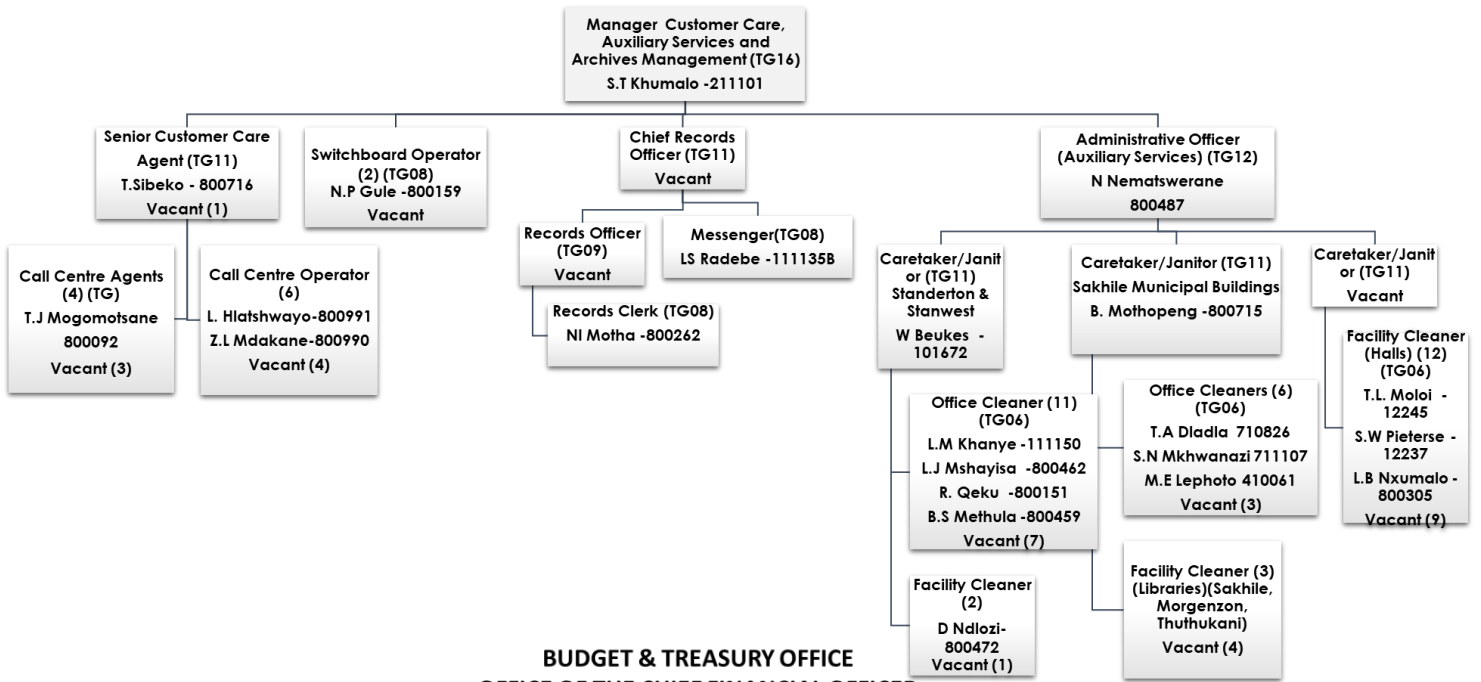 Manager Customer Care,
Auxiliary Services and
Archives Management (TG16)
S.T Khumalo -211101
Senior Customer Care
Agent (TG11)
T.Sibeko - 800716
Vacant (1)
Switchboard Operator
(2) (TG08)
N.P Gule -800159
Vacant
Chief Records
Officer (TG11)
Vacant
Administrative Officer
(Auxiliary Services) (TG12)
N Nematswerane
800487
Call Centre Agents
(4) (TG)
T.J Mogomotsane
800092
Vacant (3)
Call Centre Operator
(6)
L. Hlatshwayo-800991
Z.L Mdakane-800990
Vacant (4)
Records Officer
(TG09)
Vacant
Messenger(TG08)
LS Radebe -111135B
Records Clerk (TG08)
NI Motha -800262
Caretaker/Janit
or (TG11)
Standerton &
Stanwest
W Beukes -
101672
Caretaker/Janitor (TG11)
Sakhile Municipal Buildings
B. Mothopeng -800715
Caretaker/Janit
or (TG11)
Vacant
Office Cleaner (11)
(TG06)
L.M Khanye -111150
L.J Mshayisa -800462
R. Qeku -800151
B.S Methula -800459
Vacant (7)
Office Cleaners (6)
(TG06)
T.A Dladla 710826
S.N Mkhwanazi 711107
M.E Lephoto 410061
Vacant (3)
Facility Cleaner
(Halls) (12)
(TG06)
T.L. Moloi -
12245
S.W Pieterse -
12237
L.B Nxumalo -
800305
Vacant (9)
Facility Cleaner
(2)
D Ndlozi-
800472
Vacant (1)
Facility Cleaner (3)
(Libraries)(Sakhile,
Morgenzon,
Thuthukani)
Vacant (4)
BUDGET & TREASURY OFFICE
OFFICE OF THE CHIEF FINANCIAL OFFICER